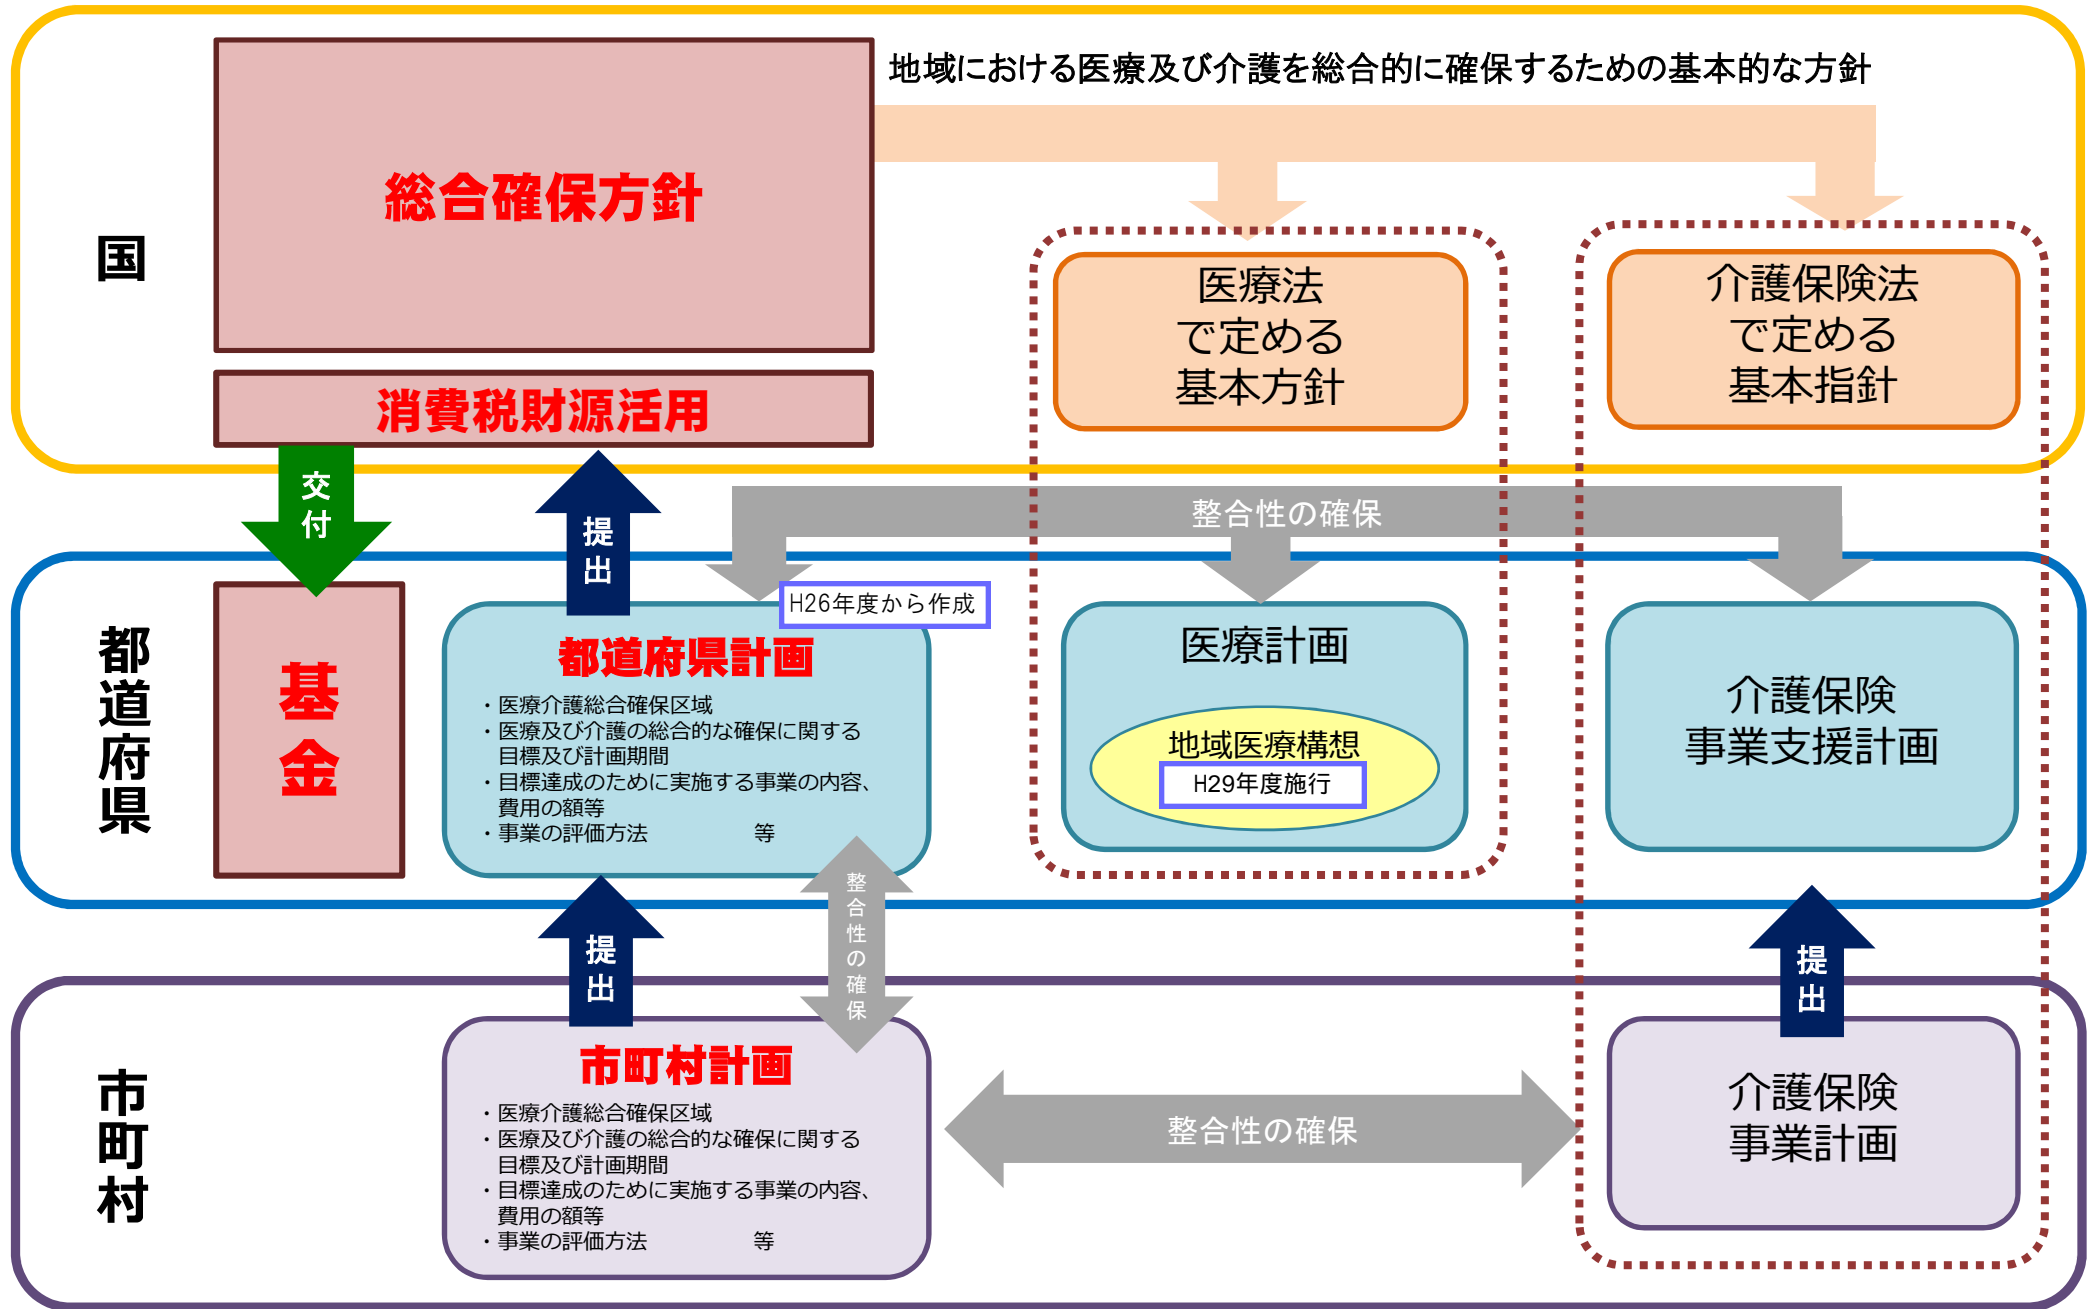 地域における医療及び介護を総合的に確保するための基本的な方針
総合確保方針
国
医療法
で定める
基本方針
介護保険法
で定める
基本指針
消費税財源活用
交付
提出
整合性の確保
都道府県
基金
H26年度から作成
都道府県計画
・医療介護総合確保区域
・医療及び介護の総合的な確保に関する
目標及び計画期間
・目標達成のために実施する事業の内容、
費用の額等
・事業の評価方法　　　　　等
医療計画
地域医療構想
H29年度施行
介護保険
事業支援計画
提出
整合性の確保
提出
市町村
市町村計画
・医療介護総合確保区域
・医療及び介護の総合的な確保に関する
目標及び計画期間
・目標達成のために実施する事業の内容、
費用の額等
・事業の評価方法　　　　　等
整合性の確保
介護保険
事業計画